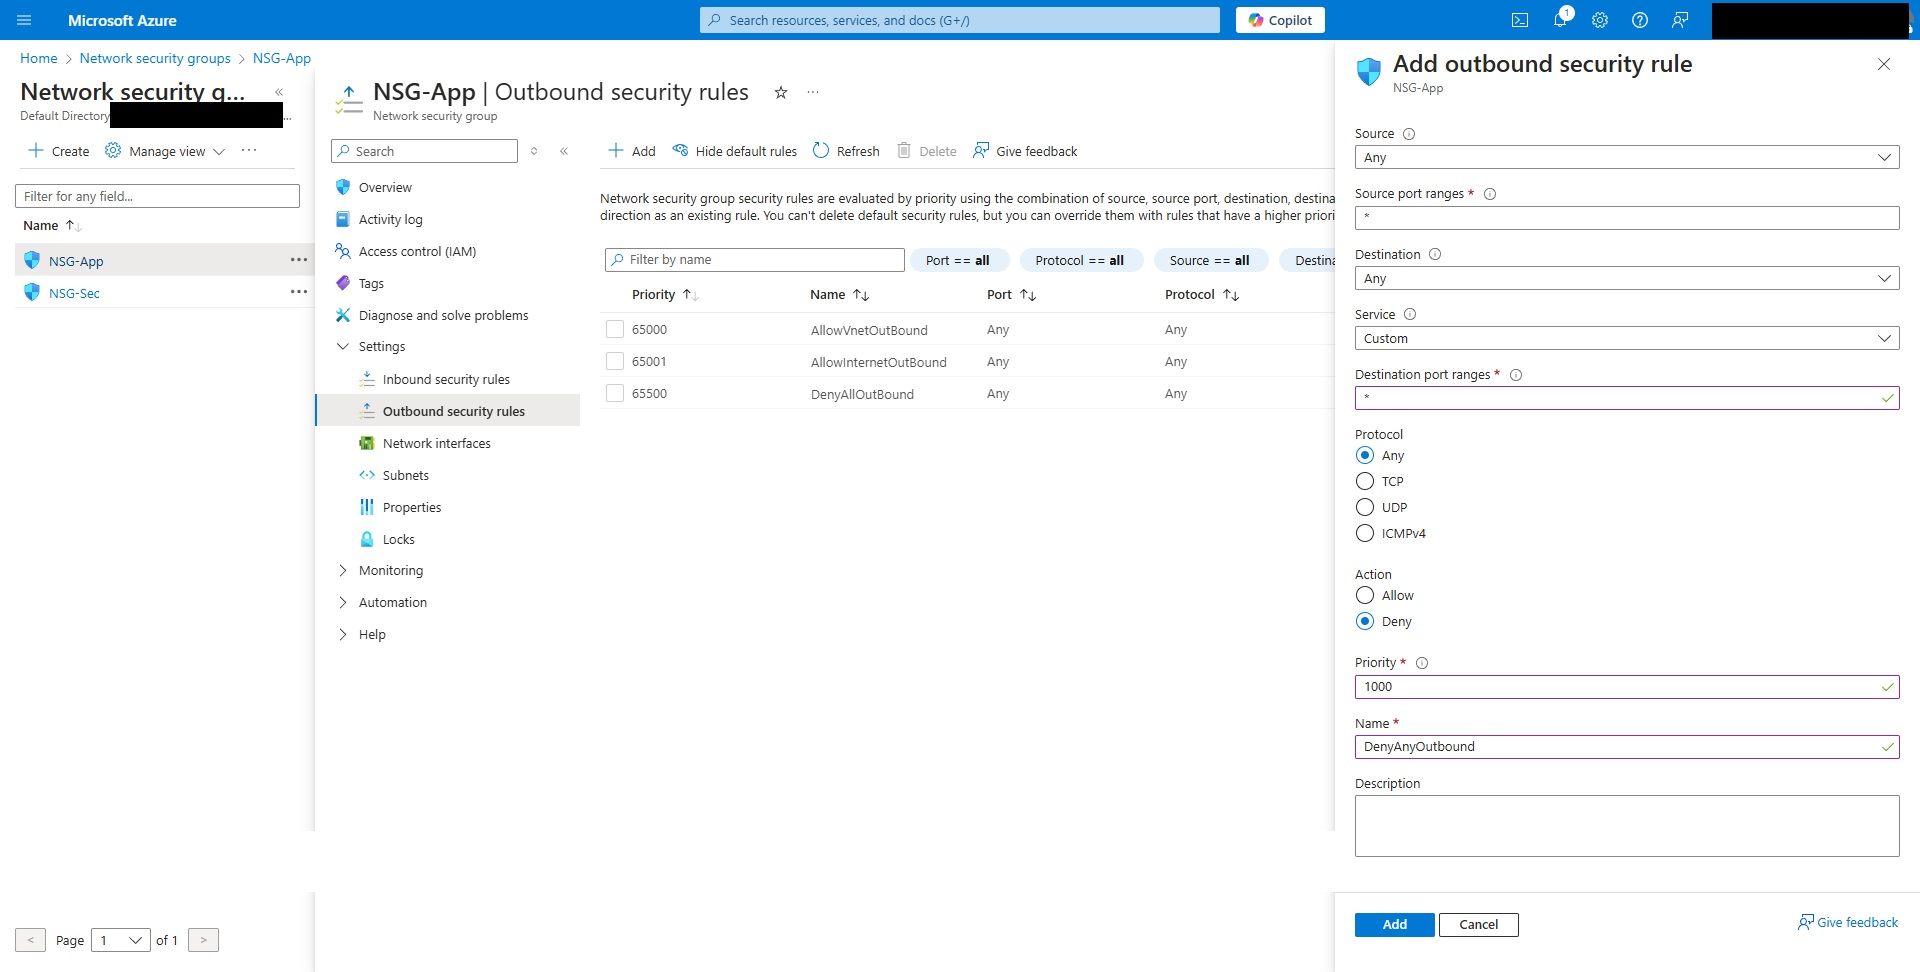 Microsoft Azure
Search resources, services, and docs (G+/)
Copilot
1
Home > Network security groups > NSG-App
Network security g...
Default Directory
...
«
+ Create
Manage view
...
Filter for any field...
Name ↑↓
NSG-App ...
NSG-Sec ...
< Page 1 of 1 >
NSG-App | Outbound security rules
Network security group
Search
«
Overview
Activity log
Access control (IAM)
Tags
Diagnose and solve problems
Settings
Inbound security rules
Outbound security rules
Network interfaces
Subnets
Properties
Locks
Monitoring
Automation
Help
+ Add
Hide default rules
Refresh
Delete
Give feedback
Network security group security rules are evaluated by priority using the combination of source, source port, destination, destina
direction as an existing rule. You can't delete default security rules, but you can override them with rules that have a higher priori
Filter by name
Port == all
Protocol == all
Source == all
Destina
Priority ↑↓ Name ↑↓ Port ↑↓ Protocol ↑↓
65000 AllowVnetOutBound Any Any
65001 AllowInternetOutBound Any Any
65500 DenyAllOutBound Any Any
Add outbound security rule
NSG-App
Source
Any
Source port ranges *
*
Destination
Any
Service
Custom
Destination port ranges *
*
Protocol
Any
TCP
UDP
ICMPv4
Action
Allow
Deny
Priority *
1000
Name *
DenyAnyOutbound
Description
Add
Cancel
Give feedback